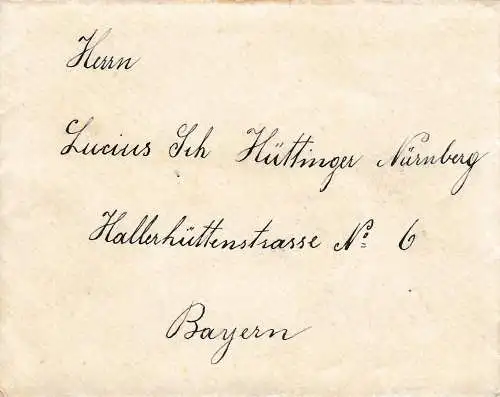 Herrn
Lucius Sch Hüttinger Nürnberg
Hallerhüttenstrasse No 6
Bayern